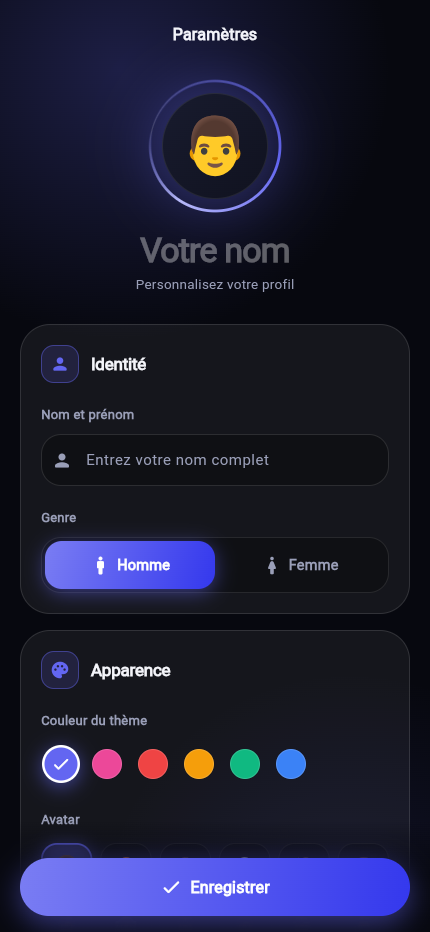 Paramètres
Votre nom
Personnalisez votre profil
Identité
Nom et prénom
Entrez votre nom complet
Genre
Homme
Femme
Apparence
Couleur du thème
Avatar
Enregistrer